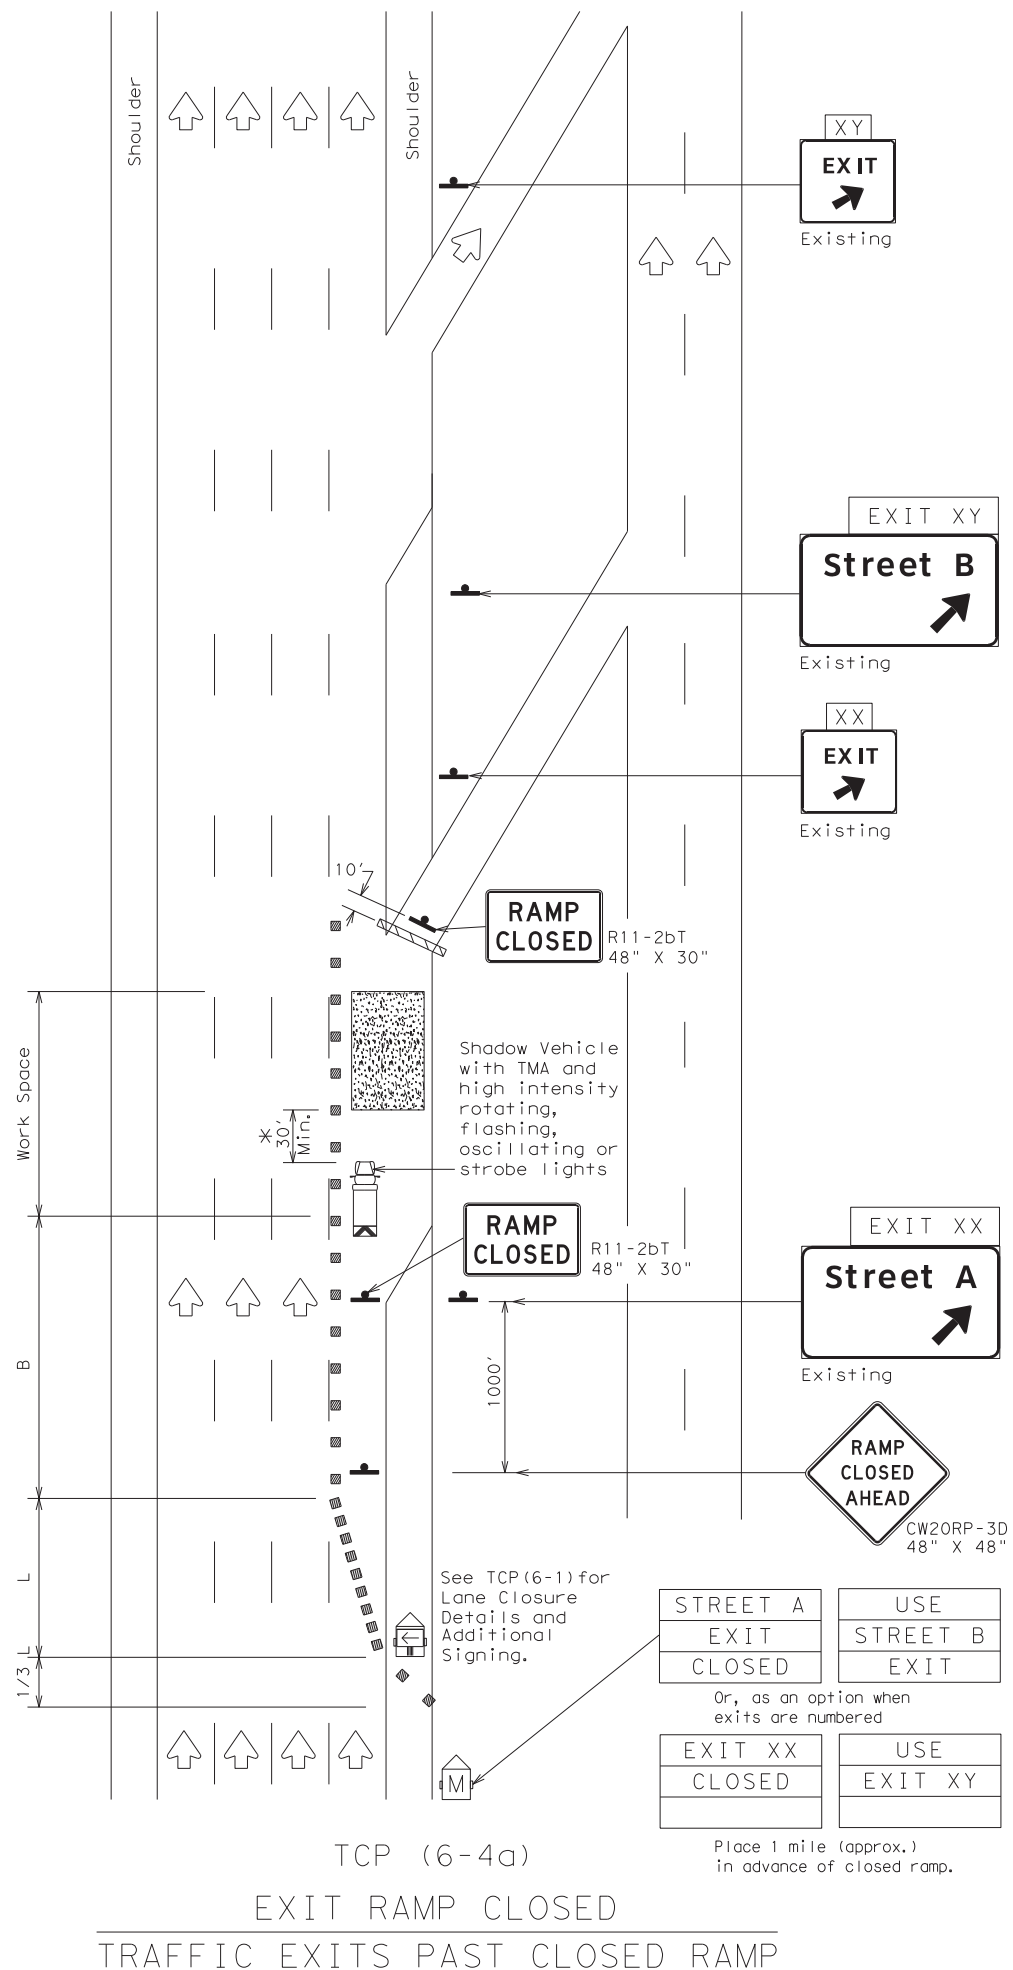 Shoulder
Shoulder
XY
EXIT
Existing
EXIT XY
Street B
Existing
XX
EXIT
Existing
10'
RAMP
CLOSED
R11-2bT
48" X 30"
Work Space
Shadow Vehicle
with TMA and
high intensity
rotating,
flashing,
oscillating or
strobe lights
*
30'
Min.
RAMP
CLOSED
R11-2bT
48" X 30"
EXIT XX
Street A
Existing
B
1000'
RAMP
CLOSED
AHEAD
CW20RP-3D
48" X 48"
L
See TCP(6-1)for
Lane Closure
Details and
Additional
Signing.
1/3 L
STREET A
EXIT
CLOSED
USE
STREET B
EXIT
Or, as an option when
exits are numbered
EXIT XX
CLOSED
USE
EXIT XY
M
Place 1 mile (approx.)
in advance of closed ramp.
TCP (6-4a)
EXIT RAMP CLOSED
TRAFFIC EXITS PAST CLOSED RAMP